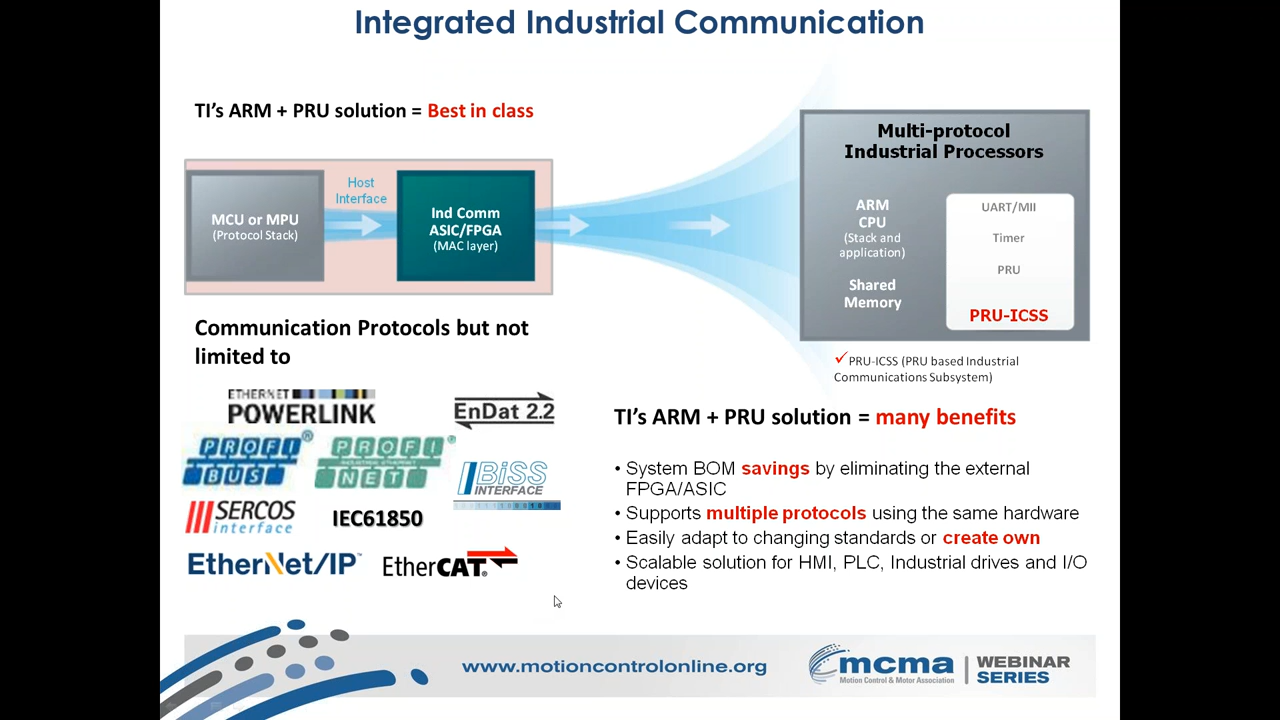 Integrated Industrial Communication
TI's ARM + PRU solution = Best in class
MCU or MPU
(Protocol Stack)
Host
Interface
Ind Comm
ASIC/FPGA
(MAC layer)
Multi-protocol
Industrial Processors
ARM
CPU
(Stack and
application)
Shared
Memory
UART/MII
Timer
PRU
PRU-ICSS
✓PRU-ICSS (PRU based Industrial
Communications Subsystem)
Communication Protocols but not
limited to
ETHERNET
POWERLINK
EnDat 2.2
PROFI®
BUS
PROFI®
INDUSTRIAL ETHERNET
NET
BiSS
INTERFACE
SERCOS
interface
IEC61850
EtherNet/IP™
EtherCAT®
TI's ARM + PRU solution = many benefits
• System BOM savings by eliminating the external
FPGA/ASIC
• Supports multiple protocols using the same hardware
• Easily adapt to changing standards or create own
• Scalable solution for HMI, PLC, Industrial drives and I/O
devices
www.motioncontrolonline.org
mcma
Motion Control & Motor Association
WEBINAR
SERIES